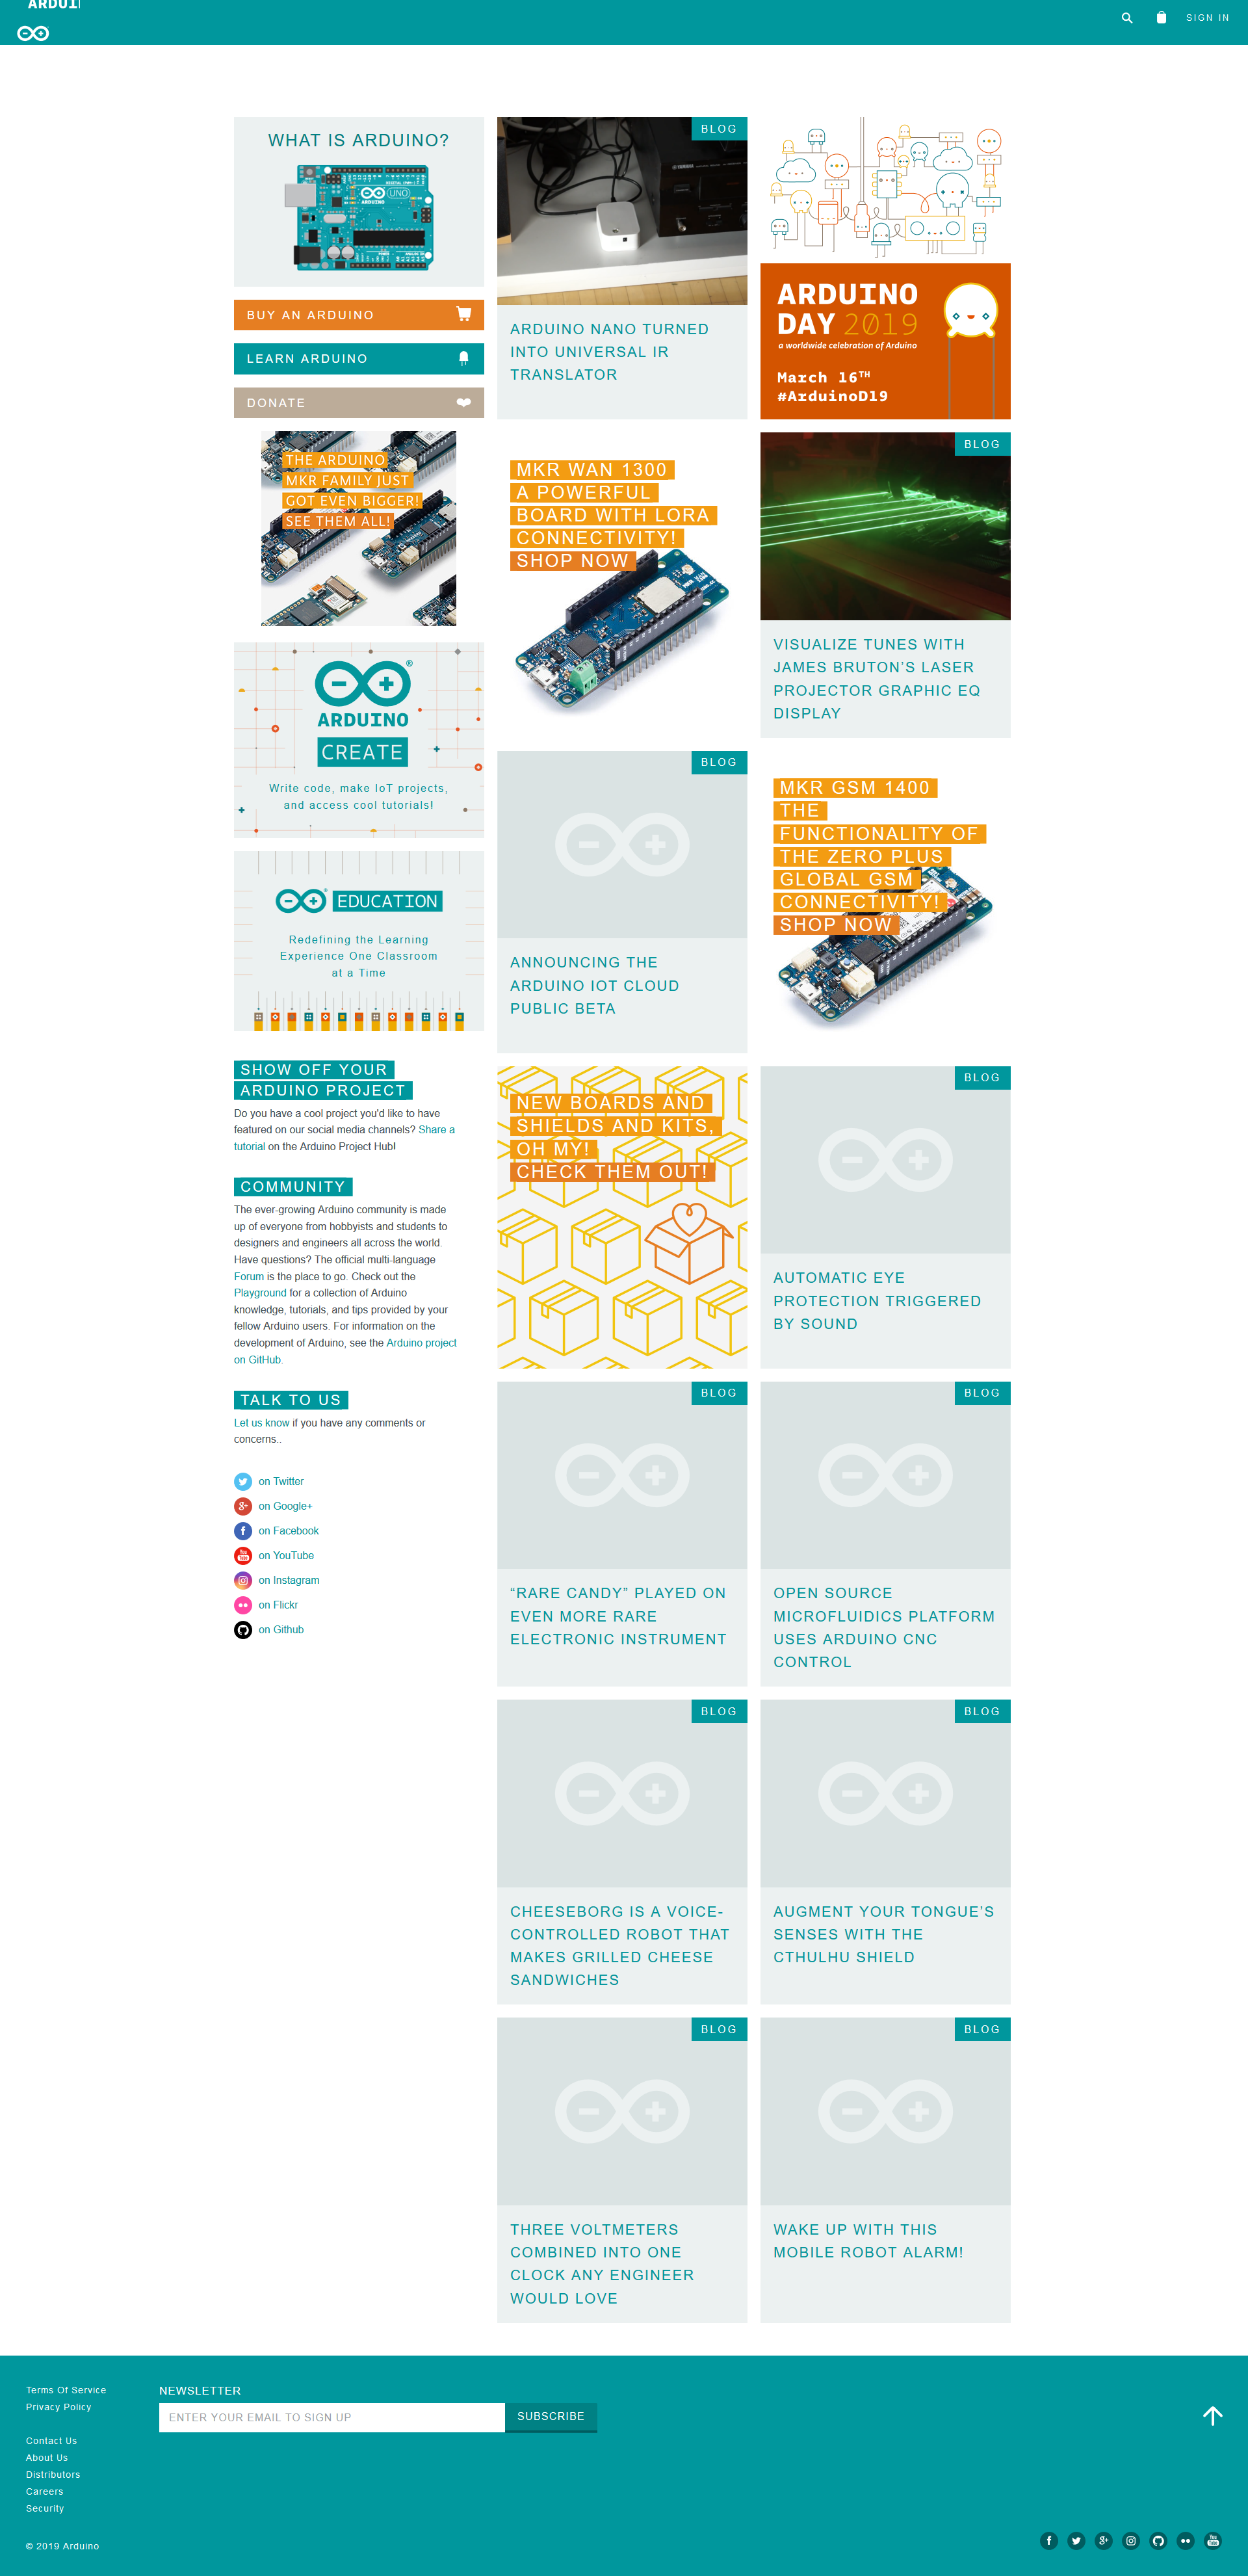 ARDUI
SIGN IN
WHAT IS ARDUINO?
UNO
ARDUINO
BUY AN ARDUINO
LEARN ARDUINO
DONATE
THE ARDUINO
MKR FAMILY JUST
GOT EVEN BIGGER!
SEE THEM ALL!
ARDUINO
CREATE
Write code, make IoT projects,
and access cool tutorials!
EDUCATION
Redefining the Learning
Experience One Classroom
at a Time
SHOW OFF YOUR
ARDUINO PROJECT
Do you have a cool project you'd like to have
featured on our social media channels? Share a
tutorial on the Arduino Project Hub!
COMMUNITY
The ever-growing Arduino community is made
up of everyone from hobbyists and students to
designers and engineers all across the world.
Have questions? The official multi-language
Forum is the place to go. Check out the
Playground for a collection of Arduino
knowledge, tutorials, and tips provided by your
fellow Arduino users. For information on the
development of Arduino, see the Arduino project
on GitHub.
TALK TO US
Let us know if you have any comments or
concerns..
on Twitter
on Google+
on Facebook
on YouTube
on Instagram
on Flickr
on Github
BLOG
YAMAHA
ARDUINO NANO TURNED
INTO UNIVERSAL IR
TRANSLATOR
ARDUINO
DAY 2019
a worldwide celebration of Arduino
March 16TH
#ArduinoD19
MKR WAN 1300
A POWERFUL
BOARD WITH LORA
CONNECTIVITY!
SHOP NOW
BLOG
VISUALIZE TUNES WITH
JAMES BRUTON’S LASER
PROJECTOR GRAPHIC EQ
DISPLAY
BLOG
ANNOUNCING THE
ARDUINO IOT CLOUD
PUBLIC BETA
MKR GSM 1400
THE
FUNCTIONALITY OF
THE ZERO PLUS
GLOBAL GSM
CONNECTIVITY!
SHOP NOW
NEW BOARDS AND
SHIELDS AND KITS,
OH MY!
CHECK THEM OUT!
BLOG
AUTOMATIC EYE
PROTECTION TRIGGERED
BY SOUND
BLOG
“RARE CANDY” PLAYED ON
EVEN MORE RARE
ELECTRONIC INSTRUMENT
BLOG
OPEN SOURCE
MICROFLUIDICS PLATFORM
USES ARDUINO CNC
CONTROL
BLOG
CHEESEBORG IS A VOICE-
CONTROLLED ROBOT THAT
MAKES GRILLED CHEESE
SANDWICHES
BLOG
AUGMENT YOUR TONGUE’S
SENSES WITH THE
CTHULHU SHIELD
BLOG
THREE VOLTMETERS
COMBINED INTO ONE
CLOCK ANY ENGINEER
WOULD LOVE
BLOG
WAKE UP WITH THIS
MOBILE ROBOT ALARM!
Terms Of Service
Privacy Policy
Contact Us
About Us
Distributors
Careers
Security
© 2019 Arduino
NEWSLETTER
ENTER YOUR EMAIL TO SIGN UP
SUBSCRIBE